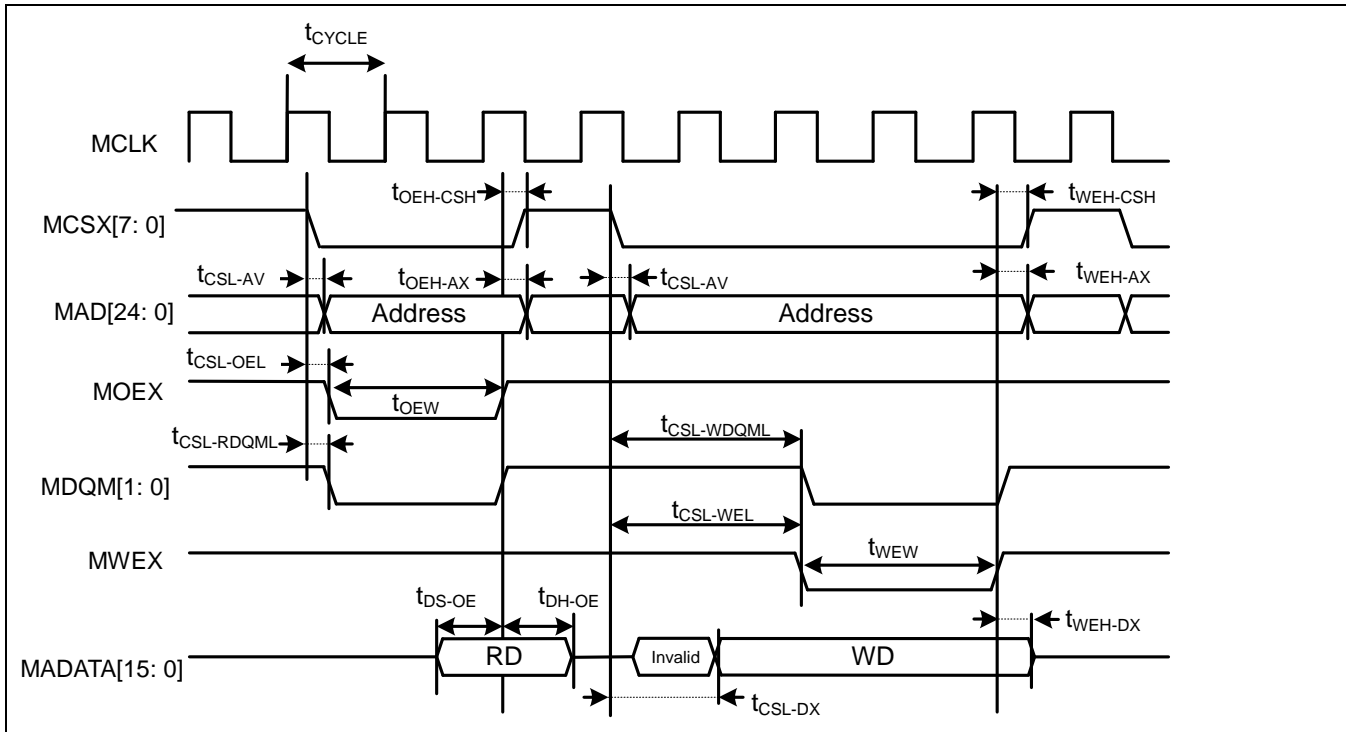 tCYCLE
MCLK
tOEH-CSH
tWEH-CSH
MCSX[7: 0]
tCSL-AV
tOEH-AX
tCSL-AV
tWEH-AX
MAD[24: 0]
Address
Address
tCSL-OEL
MOEX
tOEW
tCSL-RDQML
tCSL-WDQML
MDQM[1: 0]
tCSL-WEL
MWEX
tWEW
tDS-OE
tDH-OE
tWEH-DX
MADATA[15: 0]
RD
Invalid
WD
tCSL-DX